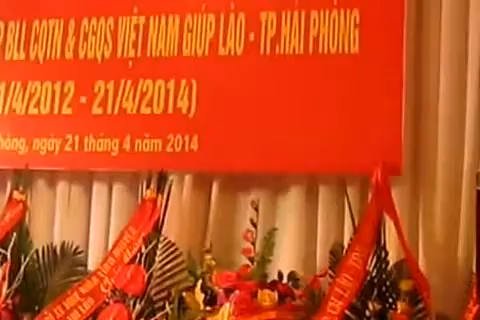 BLL CQTN & CGQS VIỆT NAM GIÚP LÀO - TP.HẢI PHÒNG
1/4/2012 - 21/4/2014)
hòng, ngày 21 tháng 4 năm 2014